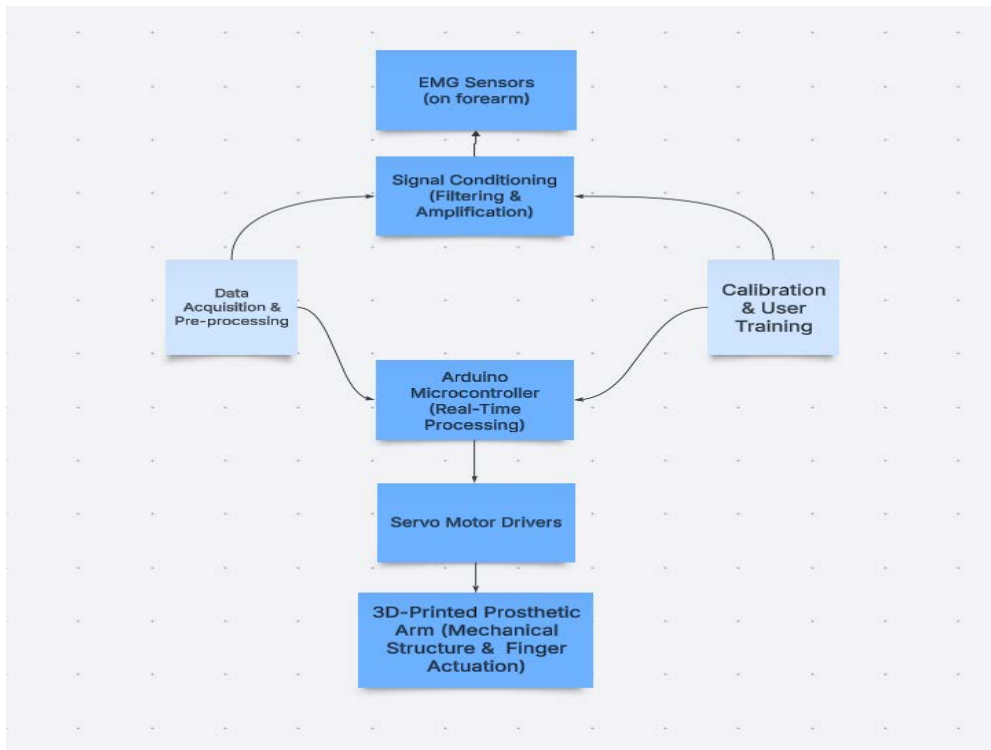 EMG Sensors
(on forearm)
Signal Conditioning
(Filtering &
Amplification)
Data
Acquisition &
Pre-processing
Calibration
& User
Training
Arduino
Microcontroller
(Real-Time
Processing)
Servo Motor Drivers
3D-Printed Prosthetic
Arm (Mechanical
Structure & Finger
Actuation)